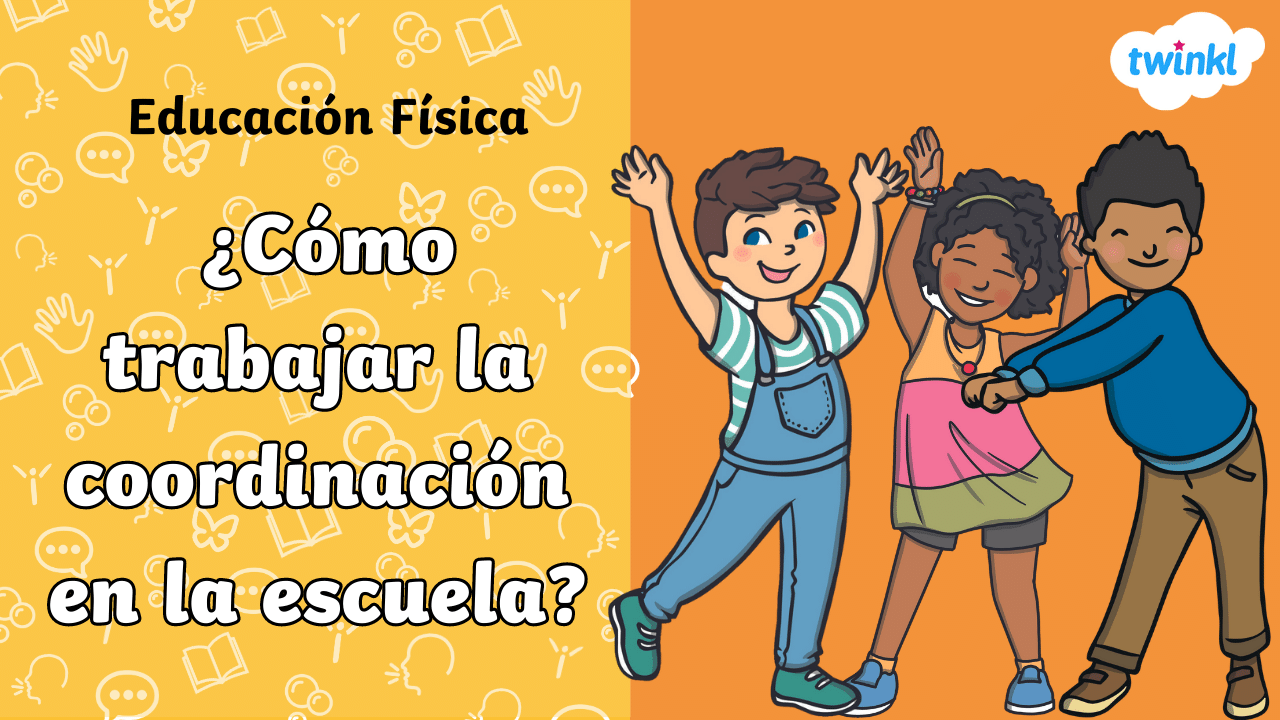 twinkl
Educación Física
¿Cómo
trabajar la
coordinación
en la escuela?